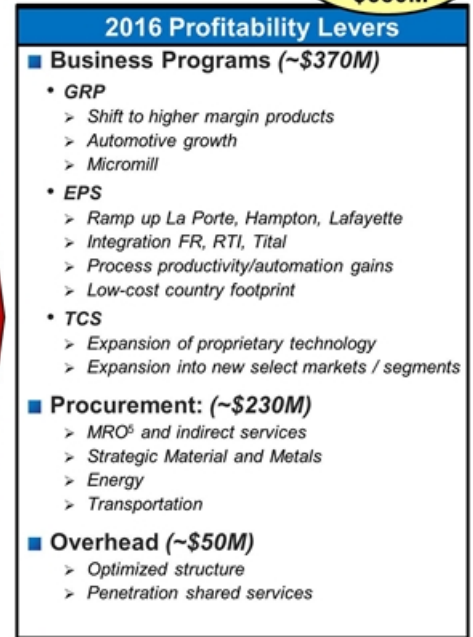 2016 Profitability Levers
■ Business Programs (~$370M)
• GRP
➢ Shift to higher margin products
➢ Automotive growth
➢ Micromill
• EPS
➢ Ramp up La Porte, Hampton, Lafayette
➢ Integration FR, RTI, Tital
➢ Process productivity/automation gains
➢ Low-cost country footprint
• TCS
➢ Expansion of proprietary technology
➢ Expansion into new select markets / segments
■ Procurement: (~$230M)
➢ MRO⁵ and indirect services
➢ Strategic Material and Metals
➢ Energy
➢ Transportation
■ Overhead (~$50M)
➢ Optimized structure
➢ Penetration shared services